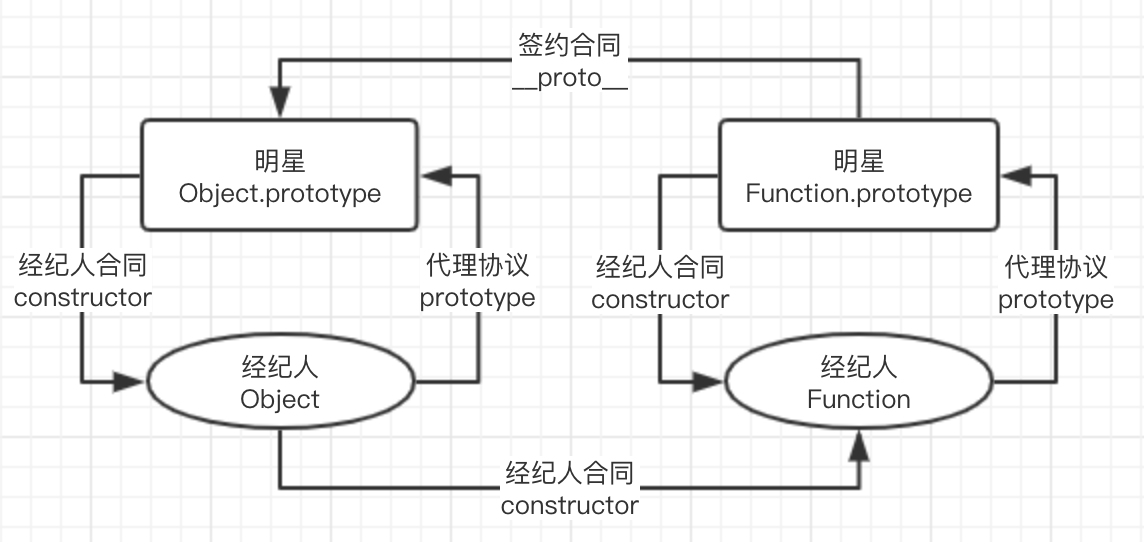 签约合同
__proto__
明星
Object.prototype
明星
Function.prototype
经纪人合同
constructor
代理协议
prototype
经纪人合同
constructor
代理协议
prototype
经纪人
Object
经纪人
Function
经纪人合同
constructor